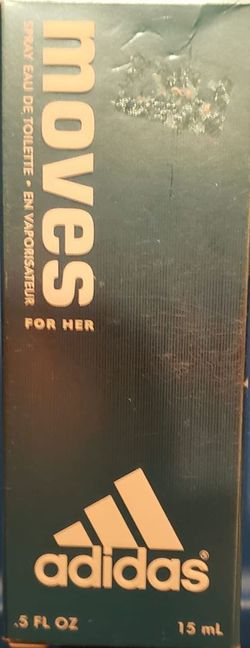 moves
SPRAY EAU DE TOILETTE • EN VAPORISATEUR
FOR HER
adidas®
.5 FL OZ
15 mL